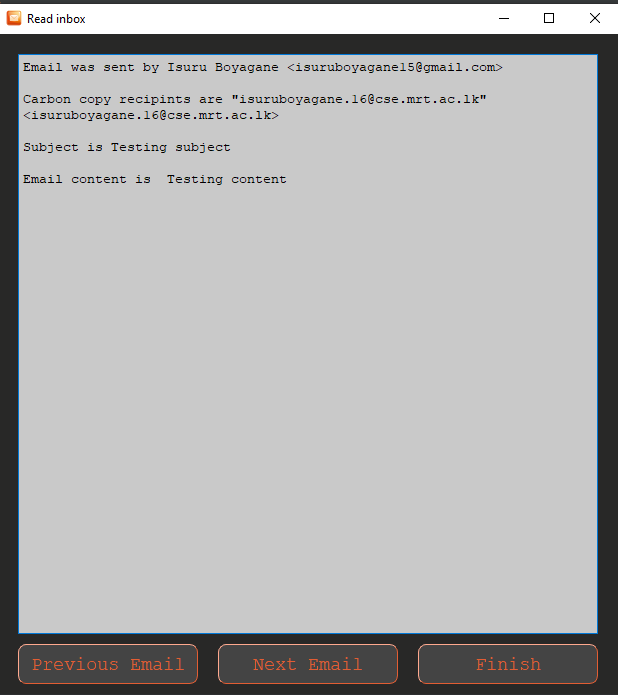 Read inbox
Email was sent by Isuru Boyagane <isuruboyagane15@gmail.com>
Carbon copy recipints are "isuruboyagane.16@cse.mrt.ac.lk"
<isuruboyagane.16@cse.mrt.ac.lk>
Subject is Testing subject
Email content is  Testing content
Previous Email
Next Email
Finish